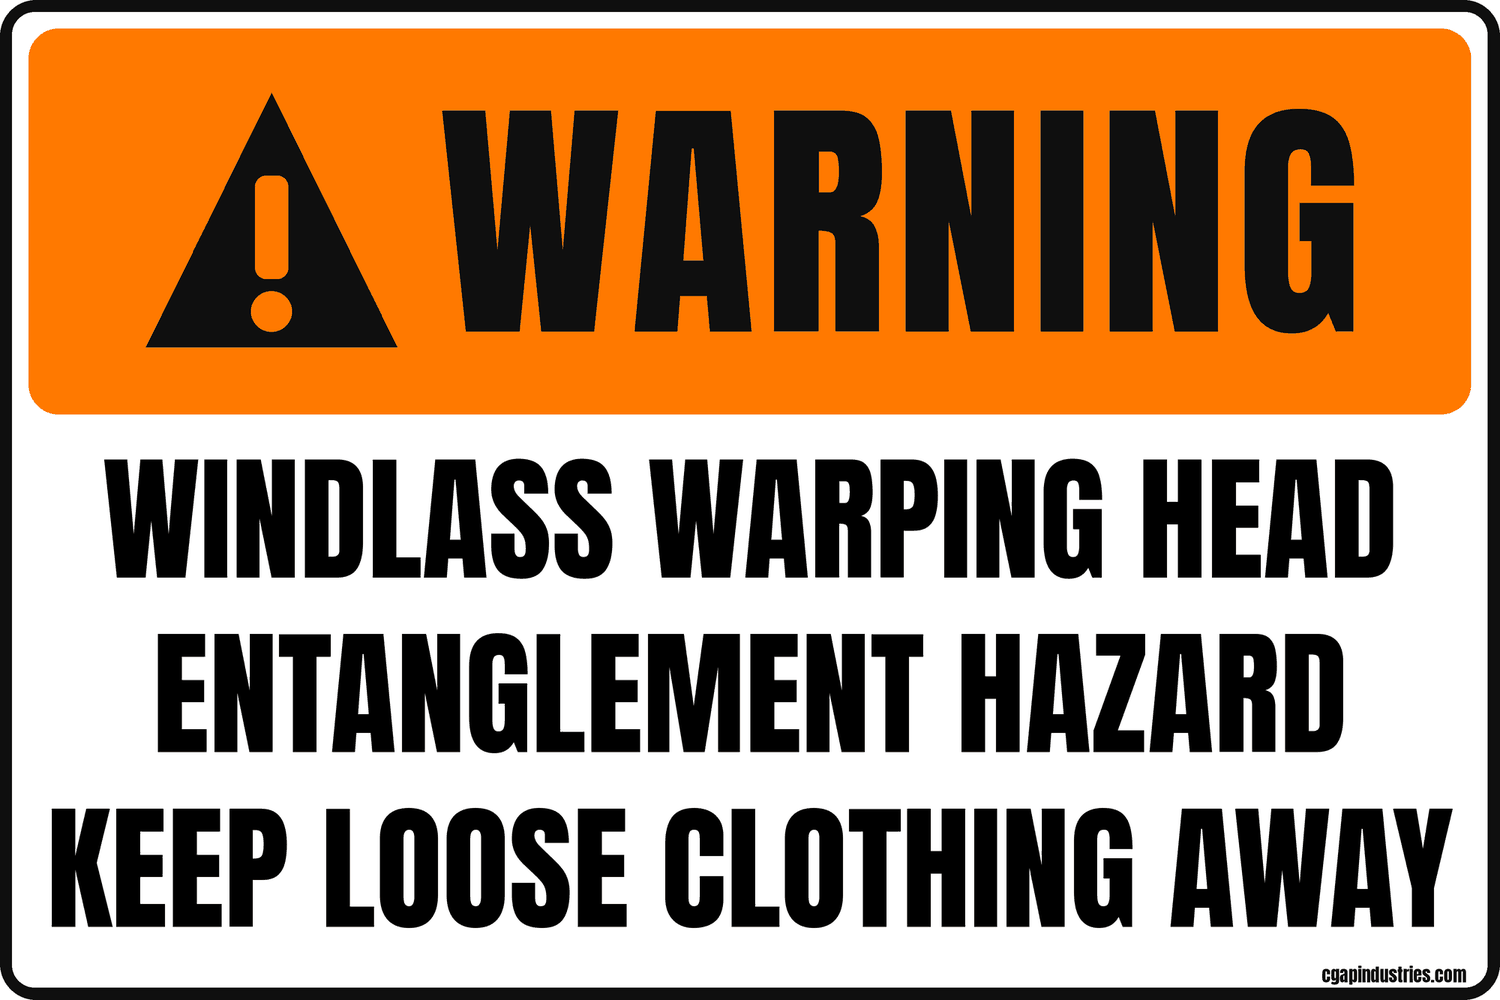 WARNING
WINDLASS WARPING HEAD
ENTANGLEMENT HAZARD
KEEP LOOSE CLOTHING AWAY
cgapindustries.com